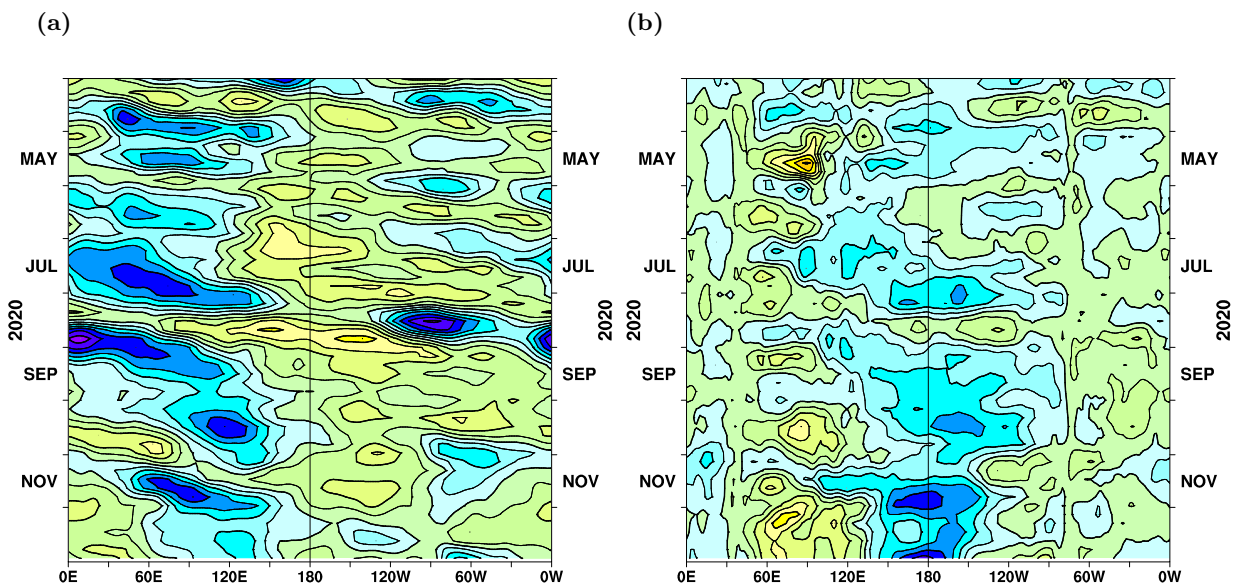 (a) (b)
MAY MAY MAY MAY
JUL JUL JUL JUL
2020 2020 2020 2020
SEP SEP SEP SEP
NOV NOV NOV NOV
0E 60E 120E 180 120W 60W 0W 0E 60E 120E 180 120W 60W 0W